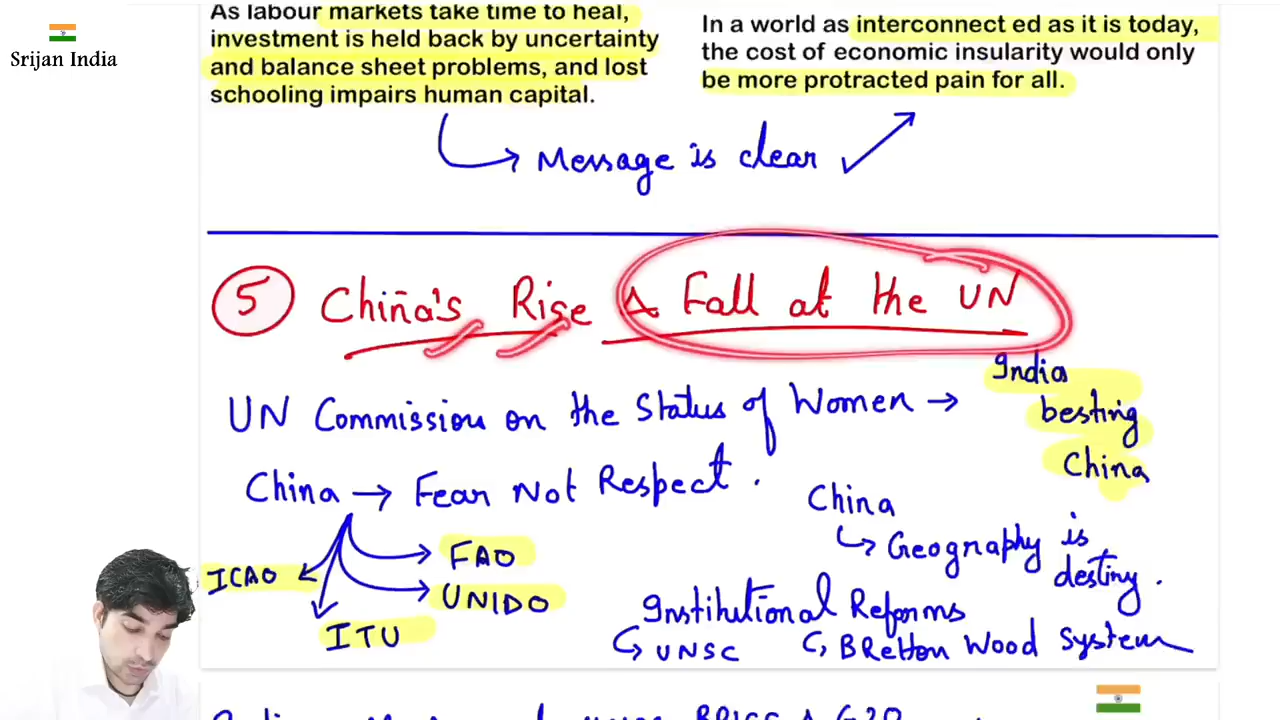 Srijan India
As labour markets take time to heal,
investment is held back by uncertainty
and balance sheet problems, and lost
schooling impairs human capital.
In a world as interconnect ed as it is today,
the cost of economic insularity would only
be more protracted pain for all.
Message is clear
5 China's Rise & Fall at the UN
UN Commission on the Status of Women →
India
besting
China
China → Fear Not Respect.
FAO
UNIDO
ICAO
ITU
China
Geography is
destiny.
Institutional Reforms
UNSC
BRetton Wood System
BRICS & G20